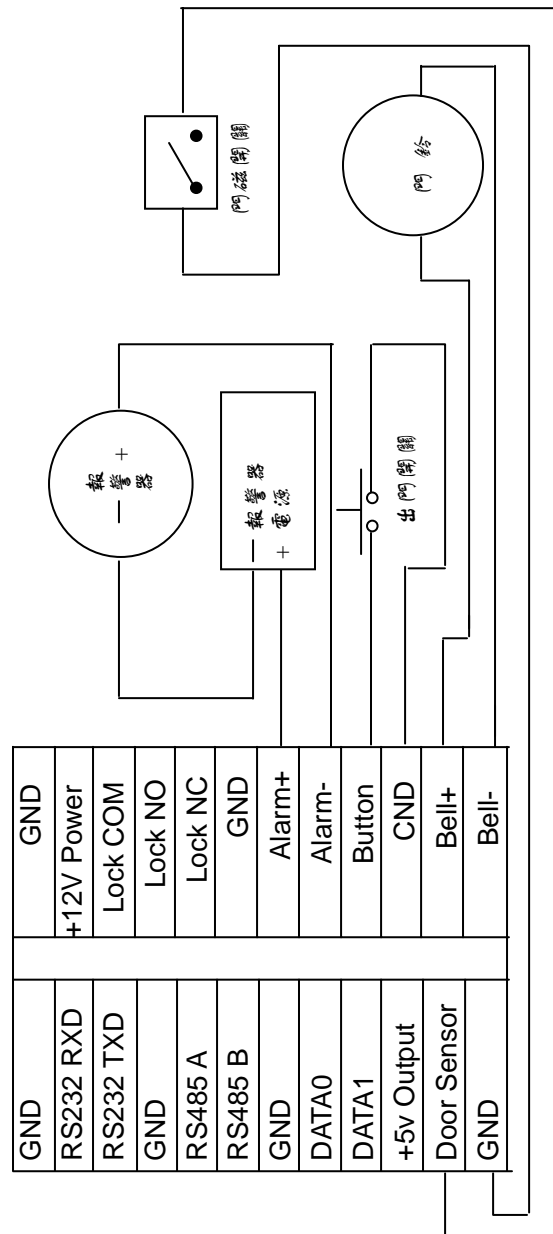 門磁開關
門鈴
報警器
+
—
報警器
電源
—
+
出門開關
GND
+12V Power
Lock COM
Lock NO
Lock NC
GND
Alarm+
Alarm-
Button
CND
Bell+
Bell-
GND
RS232 RXD
RS232 TXD
GND
RS485 A
RS485 B
GND
DATA0
DATA1
+5v Output
Door Sensor
GND